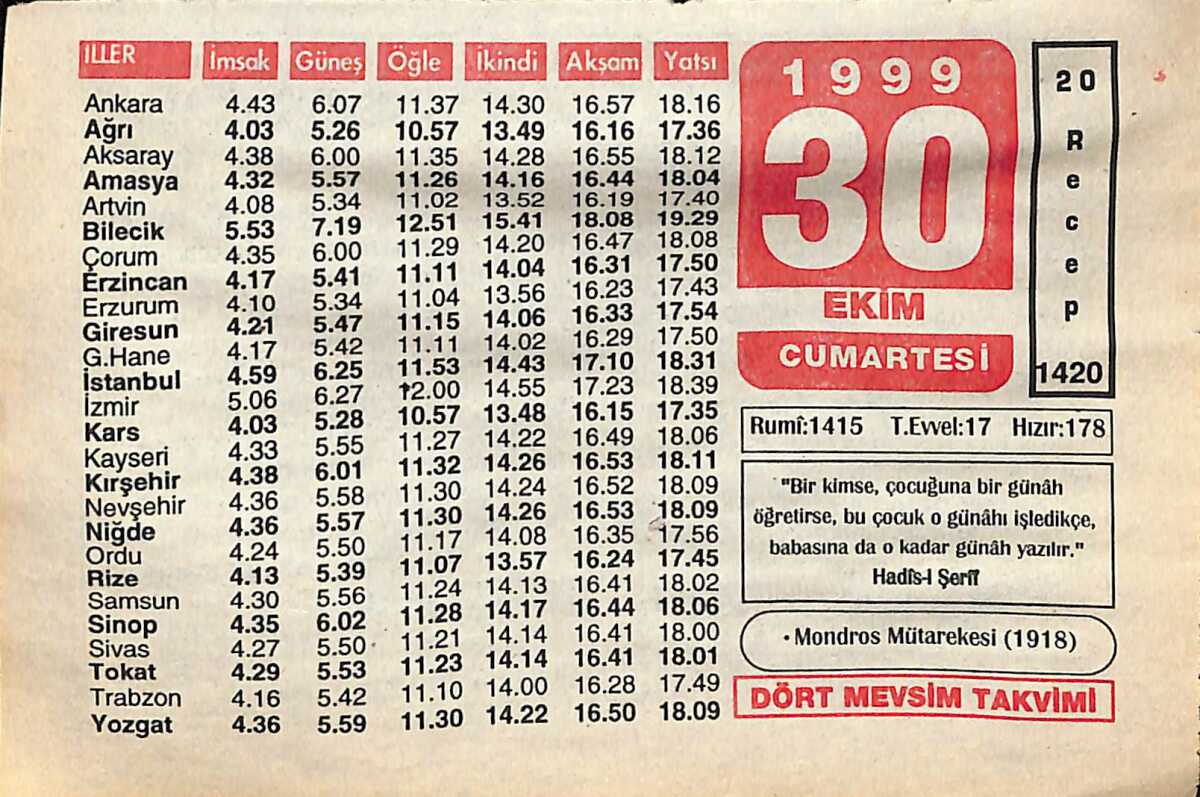 İLLER İmsak Güneş Öğle İkindi Akşam Yatsı
Ankara 4.43 6.07 11.37 14.30 16.57 18.16
Ağrı 4.03 5.26 10.57 13.49 16.16 17.36
Aksaray 4.38 6.00 11.35 14.28 16.55 18.12
Amasya 4.32 5.57 11.26 14.16 16.44 18.04
Artvin 4.08 5.34 11.02 13.52 16.19 17.40
Bilecik 5.53 7.19 12.51 15.41 18.08 19.29
Çorum 4.35 6.00 11.29 14.20 16.47 18.08
Erzincan 4.17 5.41 11.11 14.04 16.31 17.50
Erzurum 4.10 5.34 11.04 13.56 16.23 17.43
Giresun 4.21 5.47 11.15 14.06 16.33 17.54
G.Hane 4.17 5.42 11.11 14.02 16.29 17.50
İstanbul 4.59 6.25 11.53 14.43 17.10 18.31
İzmir 5.06 6.27 12.00 14.55 17.23 18.39
Kars 4.03 5.28 10.57 13.48 16.15 17.35
Kayseri 4.33 5.55 11.27 14.22 16.49 18.06
Kırşehir 4.38 6.01 11.32 14.26 16.53 18.11
Nevşehir 4.36 5.58 11.30 14.24 16.52 18.09
Niğde 4.36 5.57 11.30 14.26 16.53 18.09
Ordu 4.24 5.50 11.17 14.08 16.35 17.56
Rize 4.13 5.39 11.07 13.57 16.24 17.45
Samsun 4.30 5.56 11.24 14.13 16.41 18.02
Sinop 4.35 6.02 11.28 14.17 16.44 18.06
Sivas 4.27 5.50 11.21 14.14 16.41 18.00
Tokat 4.29 5.53 11.23 14.14 16.41 18.01
Trabzon 4.16 5.42 11.10 14.00 16.28 17.49
Yozgat 4.36 5.59 11.30 14.22 16.50 18.09
1999
30
EKİM
CUMARTESİ
20
Recep
1420
Rumî:1415 T.Evvel:17 Hızır:178
"Bir kimse, çocuğuna bir günâh
öğretirse, bu çocuk o günâhı işledikçe,
babasına da o kadar günâh yazılır."
Hadîs-i Şerîf
• Mondros Mütarekesi (1918)
DÖRT MEVSİM TAKVİMİ